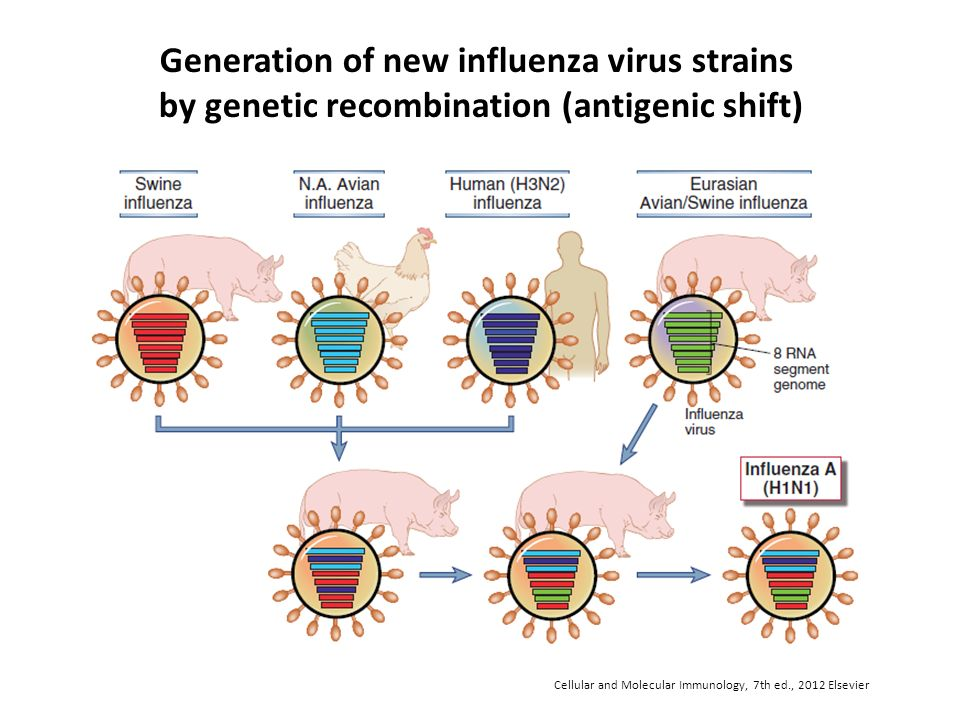 Generation of new influenza virus strains
by genetic recombination (antigenic shift)
Swine
influenza
N.A. Avian
influenza
Human (H3N2)
influenza
Eurasian
Avian/Swine influenza
8 RNA
segment
genome
Influenza
virus
Influenza A
(H1N1)
Cellular and Molecular Immunology, 7th ed., 2012 Elsevier